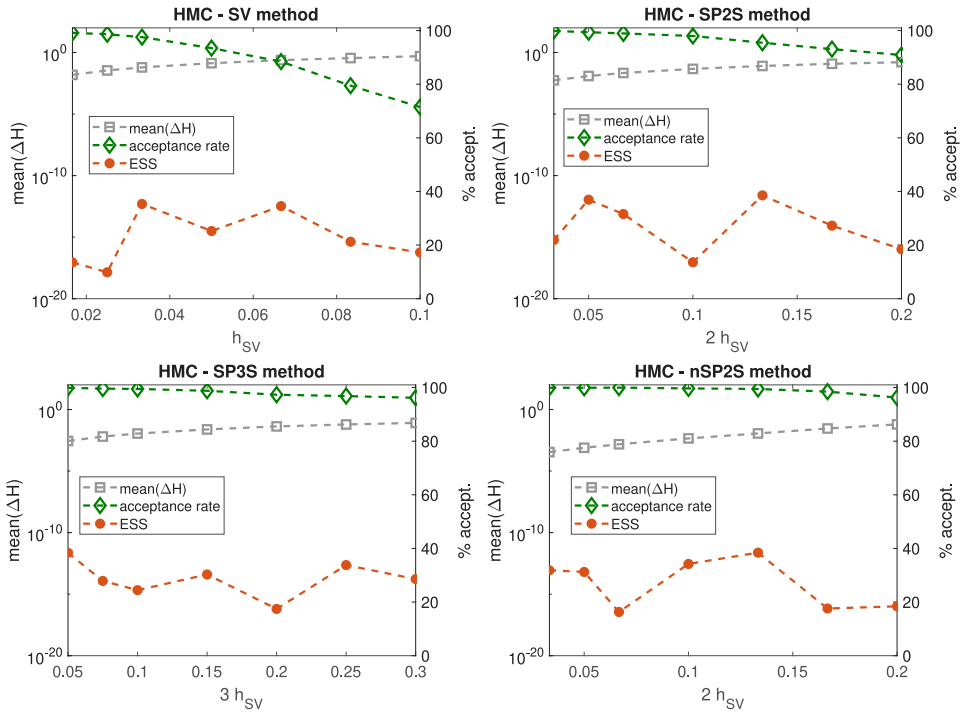 HMC - SV method
mean(ΔH)
10^0
10^-10
10^-20
mean(ΔH)
acceptance rate
ESS
100
80
60
40
20
0
% accept.
0.02 0.04 0.06 0.08 0.1
h_SV
HMC - SP2S method
mean(ΔH)
10^0
10^-10
10^-20
mean(ΔH)
acceptance rate
ESS
100
80
60
40
20
0
% accept.
0.05 0.1 0.15 0.2
2 h_SV
HMC - SP3S method
mean(ΔH)
10^0
10^-10
10^-20
mean(ΔH)
acceptance rate
ESS
100
80
60
40
20
0
% accept.
0.05 0.1 0.15 0.2 0.25 0.3
3 h_SV
HMC - nSP2S method
mean(ΔH)
10^0
10^-10
10^-20
mean(ΔH)
acceptance rate
ESS
100
80
60
40
20
0
% accept.
0.05 0.1 0.15 0.2
2 h_SV